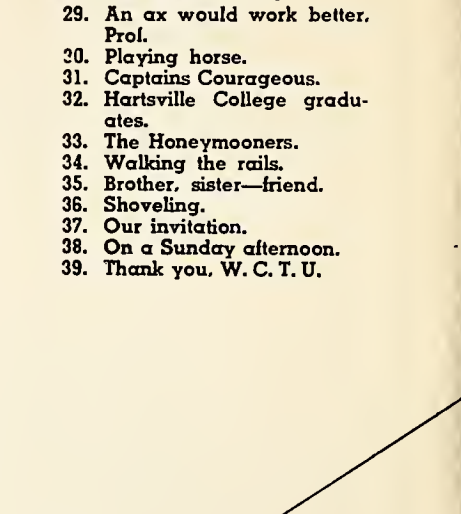 29. An ax would work better,
Prof.
30. Playing horse.
31. Captains Courageous.
32. Hartsville College gradu-
ates.
33. The Honeymooners.
34. Walking the rails.
35. Brother, sister—friend.
36. Shoveling.
37. Our invitation.
38. On a Sunday afternoon.
39. Thank you, W. C. T. U.